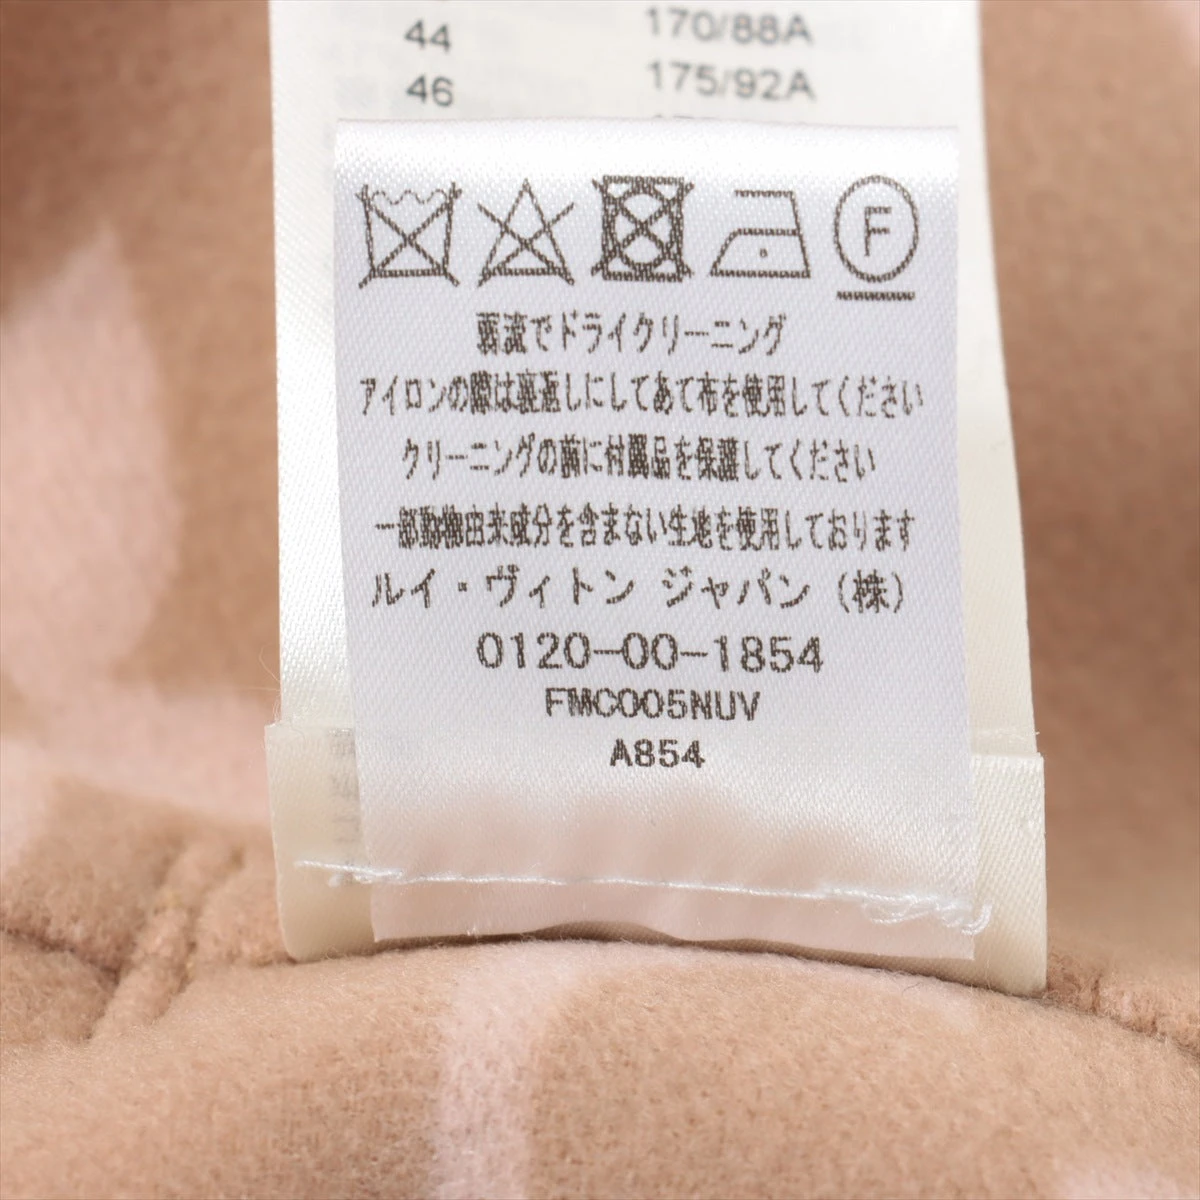 44 170/88A
46 175/92A
F
弱流でドライクリーニング
アイロンの際は裏返しにしてあて布を使用してください
クリーニングの前に付属品を保護してください
一部動物由来成分を含まない生地を使用しております
ルイ・ヴィトン ジャパン (株)
0120-00-1854
FMC005NUV
A854